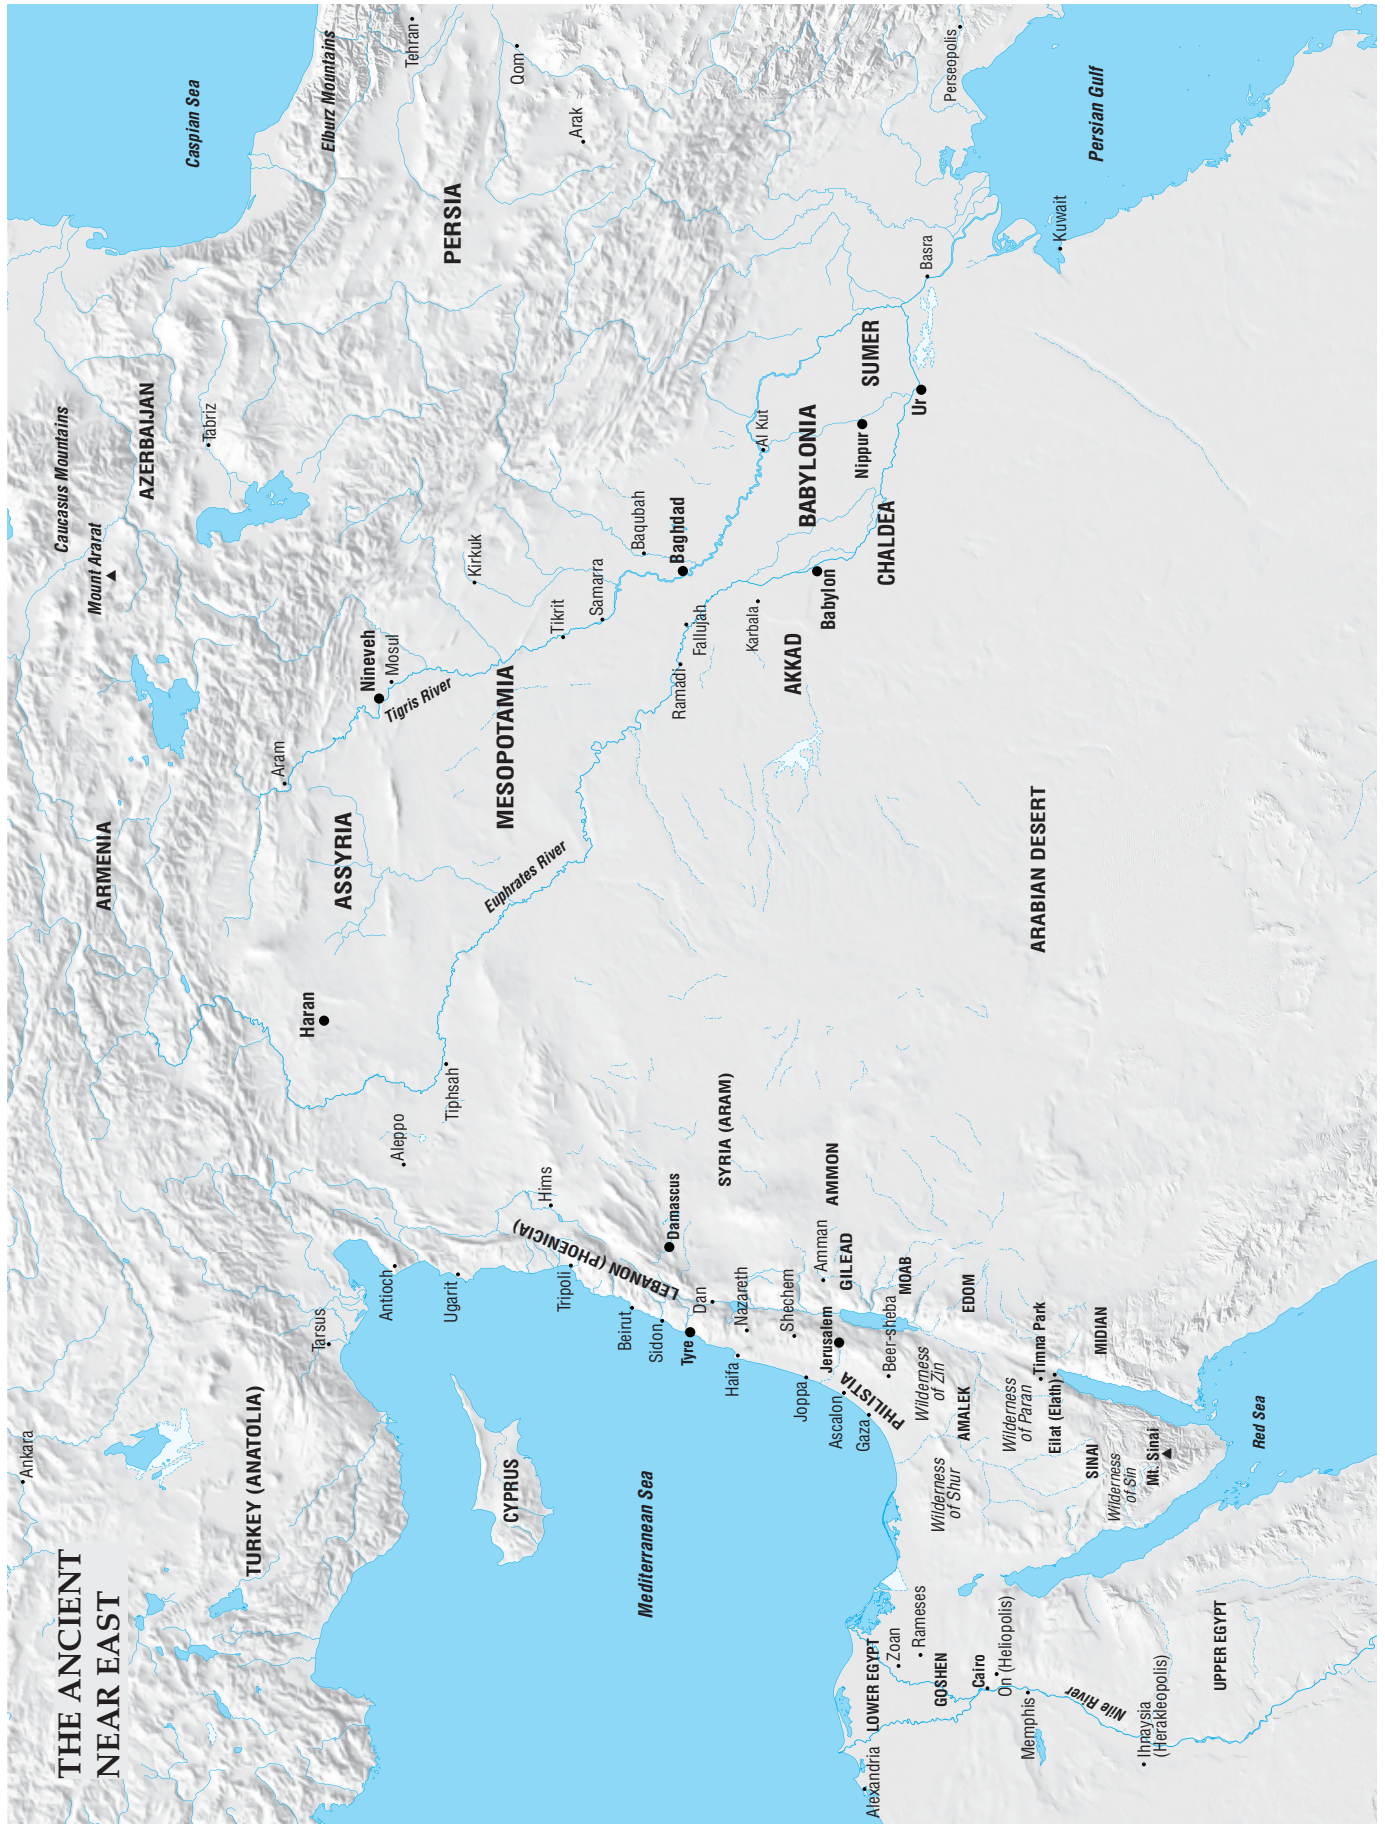 THE ANCIENT
NEAR EAST
Ankara
TURKEY (ANATOLIA)
Tarsus
Antioch
Ugarit
Aleppo
Tiphsah
Haran
ARMENIA
ASSYRIA
Aram
Mount Ararat
Caucasus Mountains
AZERBAIJAN
Tabriz
Caspian Sea
Elburz Mountains
Tehran
Qom
Arak
PERSIA
Nineveh
Mosul
Tigris River
Kirkuk
MESOPOTAMIA
Euphrates River
Tikrit
Samarra
Baqubah
Baghdad
Ramadi
Fallujah
Karbala
AKKAD
Babylon
BABYLONIA
CHALDEA
Al Kut
Nippur
SUMER
Ur
Basra
Perseopolis
Persian Gulf
Kuwait
CYPRUS
Mediterranean Sea
Tripoli
Hims
LEBANON (PHOENICIA)
Beirut
Sidon
Damascus
Tyre
Dan
SYRIA (ARAM)
Haifa
Nazareth
Shechem
Joppa
Amman
AMMON
GILEAD
Jerusalem
PHILISTIA
Ascalon
Gaza
Beer-sheba
MOAB
Wilderness
of Zin
EDOM
AMALEK
Wilderness
of Shur
Wilderness
of Paran
Timna Park
Eilat (Elath)
MIDIAN
SINAI
Wilderness
of Sin
Mt. Sinai
Red Sea
ARABIAN DESERT
Alexandria
LOWER EGYPT
Zoan
Rameses
GOSHEN
Cairo
On (Heliopolis)
Memphis
Nile River
Ihnaysia
(Herakleopolis)
UPPER EGYPT